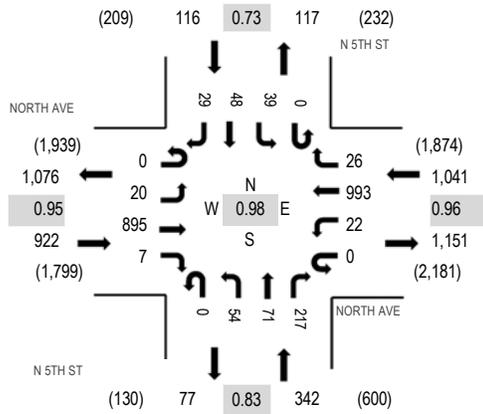 (209) 116 0.73 117 (232)
N 5TH ST
29 48 39 0
NORTH AVE
(1,939) (1,874)
0 26
1,076 1,041
20 N 993
0.95 W 0.98 E 0.96
895 S 22
922 1,151
7 0
(1,799) (2,181)
0 54 71 217
NORTH AVE
N 5TH ST
(130) 77 0.83 342 (600)